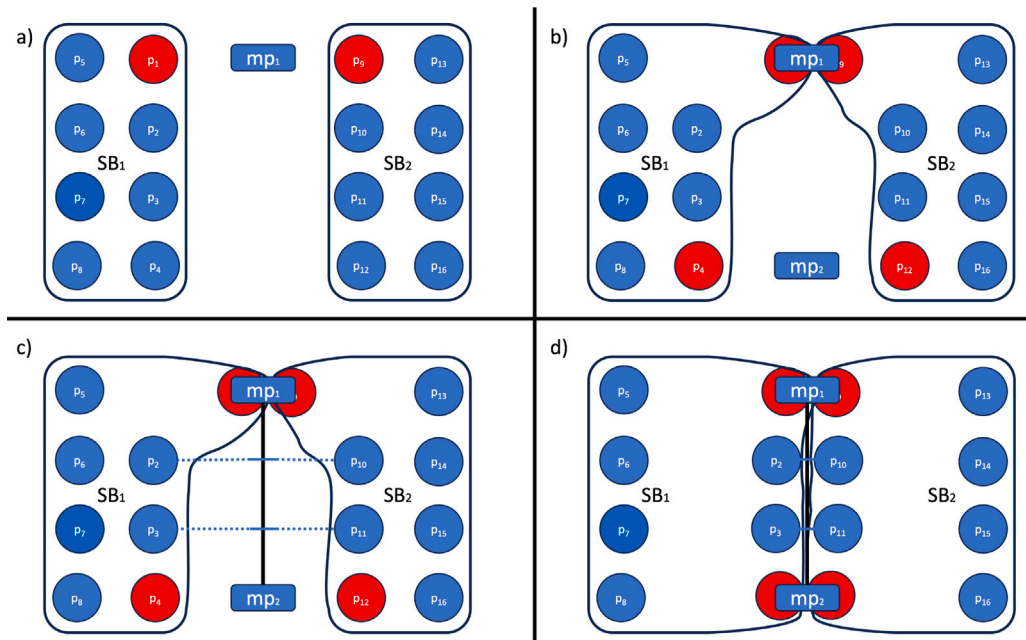 a)
p₅ p₁ mp₁ p₉ p₁₃
p₆ p₂ p₁₀ p₁₄
SB₁ SB₂
p₇ p₃ p₁₁ p₁₅
p₈ p₄ p₁₂ p₁₆
b)
p₅ mp₁ ₉ p₁₃
p₆ p₂ p₁₀ p₁₄
SB₁ SB₂
p₇ p₃ p₁₁ p₁₅
p₈ p₄ mp₂ p₁₂ p₁₆
c)
p₅ mp₁ p₁₃
p₆ p₂ p₁₀ p₁₄
SB₁ SB₂
p₇ p₃ p₁₁ p₁₅
p₈ p₄ mp₂ p₁₂ p₁₆
d)
p₅ mp₁ p₁₃
p₆ p₂ p₁₀ p₁₄
SB₁ SB₂
p₇ p₃ p₁₁ p₁₅
p₈ mp₂ p₁₆